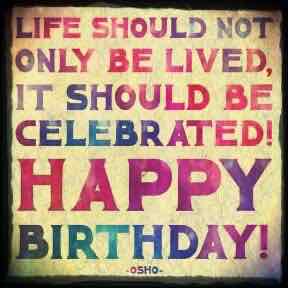 LIFE SHOULD NOT
ONLY BE LIVED,
IT SHOULD BE
CELEBRATED!
HAPPY
BIRTHDAY!
-OSHO-